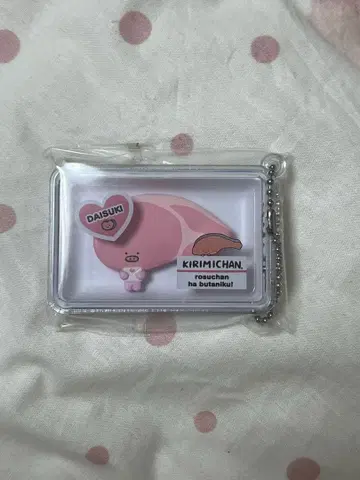 DAISUKI
KIRIMICHAN.
rosuchan
ha butaniku!